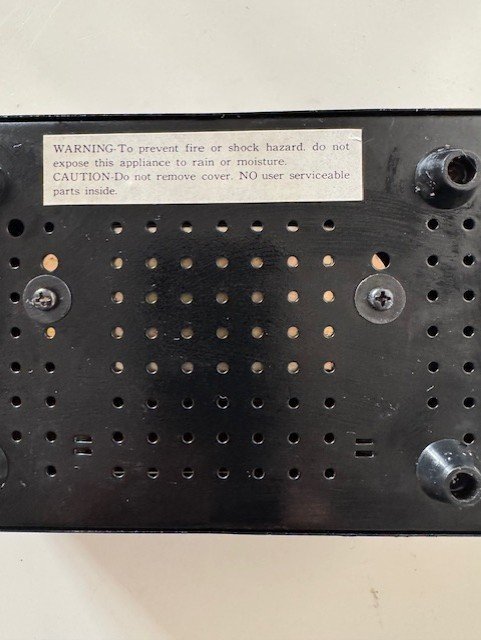 WARNING-To prevent fire or shock hazard. do not
expose this appliance to rain or moisture.
CAUTION-Do not remove cover. NO user serviceable
parts inside.